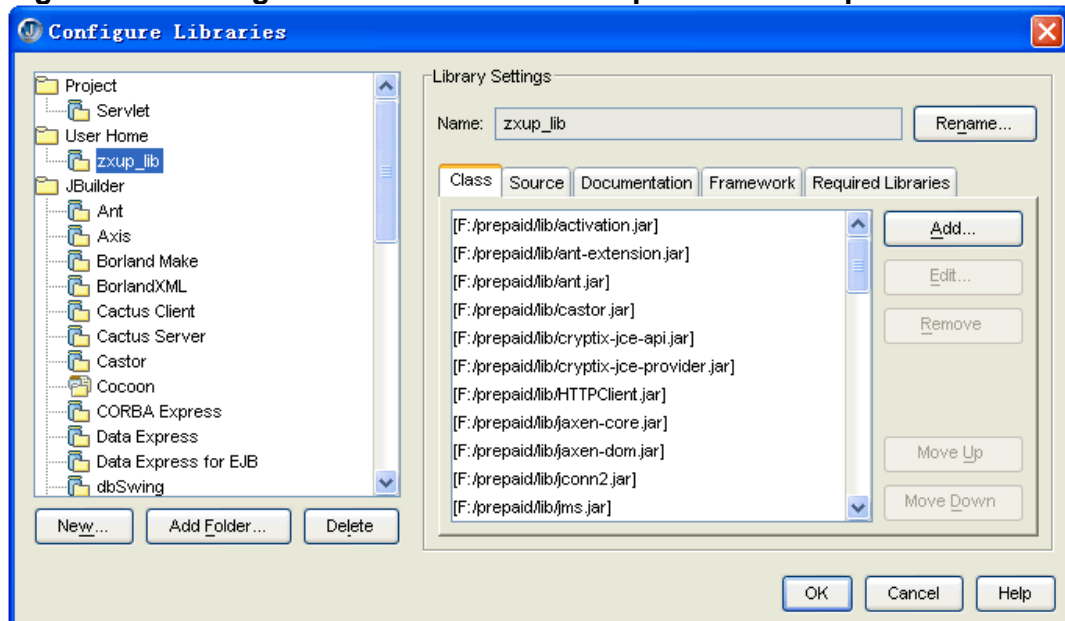 Configure Libraries
Project
Servlet
User Home
zxup_lib
JBuilder
Ant
Axis
Borland Make
BorlandXML
Cactus Client
Cactus Server
Castor
Cocoon
CORBA Express
Data Express
Data Express for EJB
dbSwing
New...
Add Folder...
Delete
Library Settings
Name: zxup_lib
Rename...
Class Source Documentation Framework Required Libraries
[F:/prepaid/lib/activation.jar]
[F:/prepaid/lib/ant-extension.jar]
[F:/prepaid/lib/ant.jar]
[F:/prepaid/lib/castor.jar]
[F:/prepaid/lib/cryptix-jce-api.jar]
[F:/prepaid/lib/cryptix-jce-provider.jar]
[F:/prepaid/lib/HTTPClient.jar]
[F:/prepaid/lib/jaxen-core.jar]
[F:/prepaid/lib/jaxen-dom.jar]
[F:/prepaid/lib/jconn2.jar]
[F:/prepaid/lib/jms.jar]
Add...
Edit...
Remove
Move Up
Move Down
OK
Cancel
Help